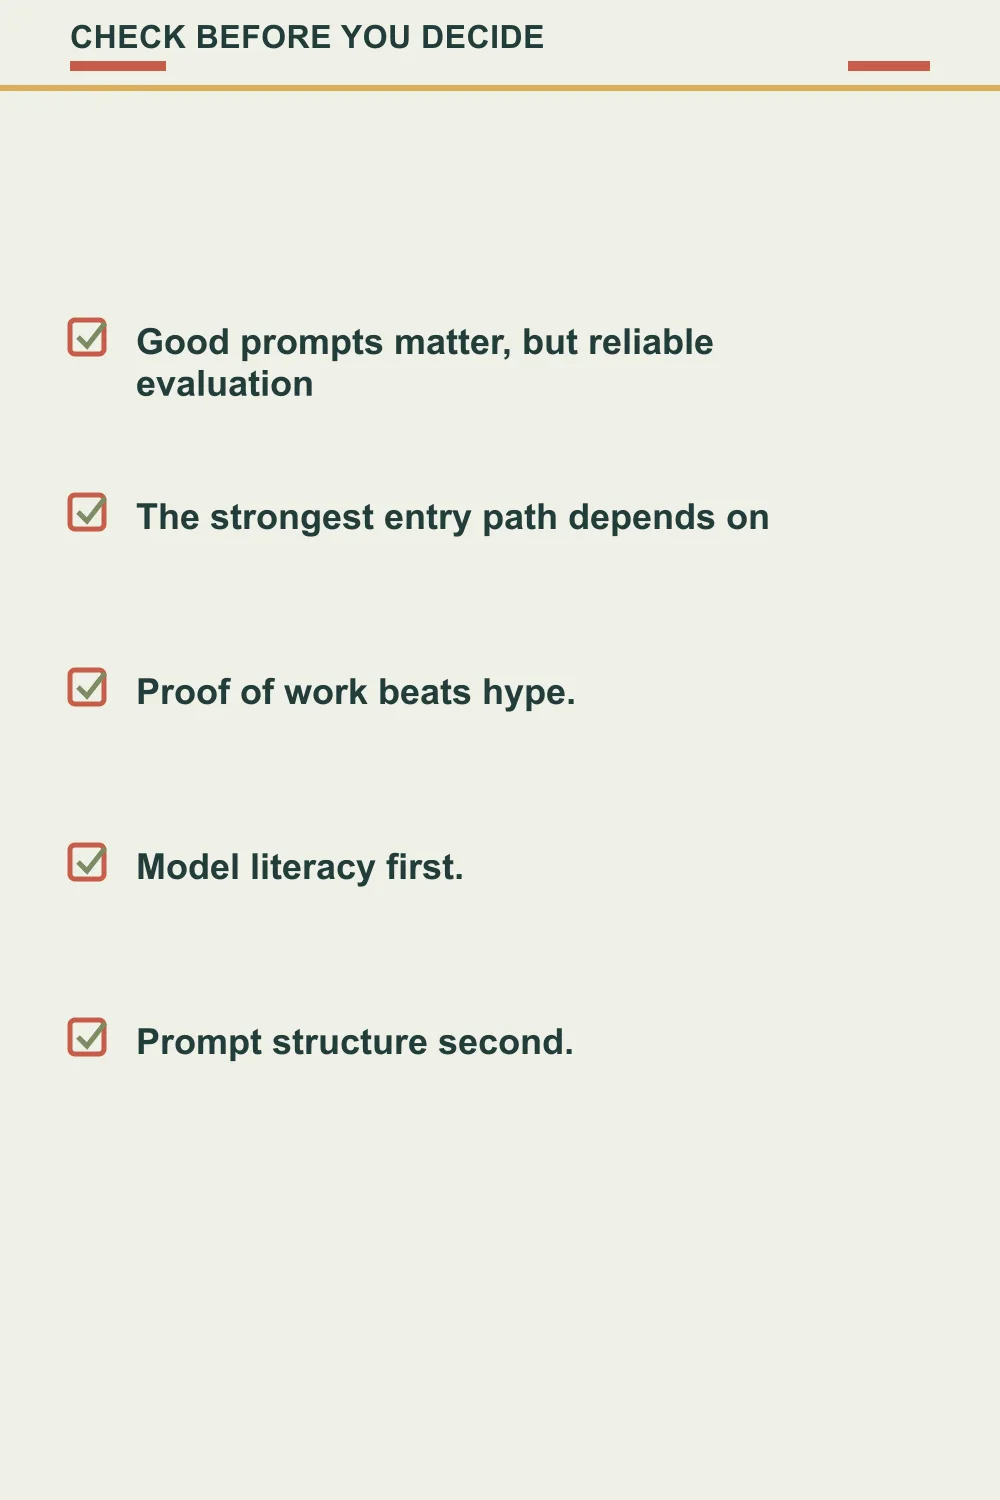 CHECK BEFORE YOU DECIDE
Good prompts matter, but reliable
evaluation
The strongest entry path depends on
Proof of work beats hype.
Model literacy first.
Prompt structure second.